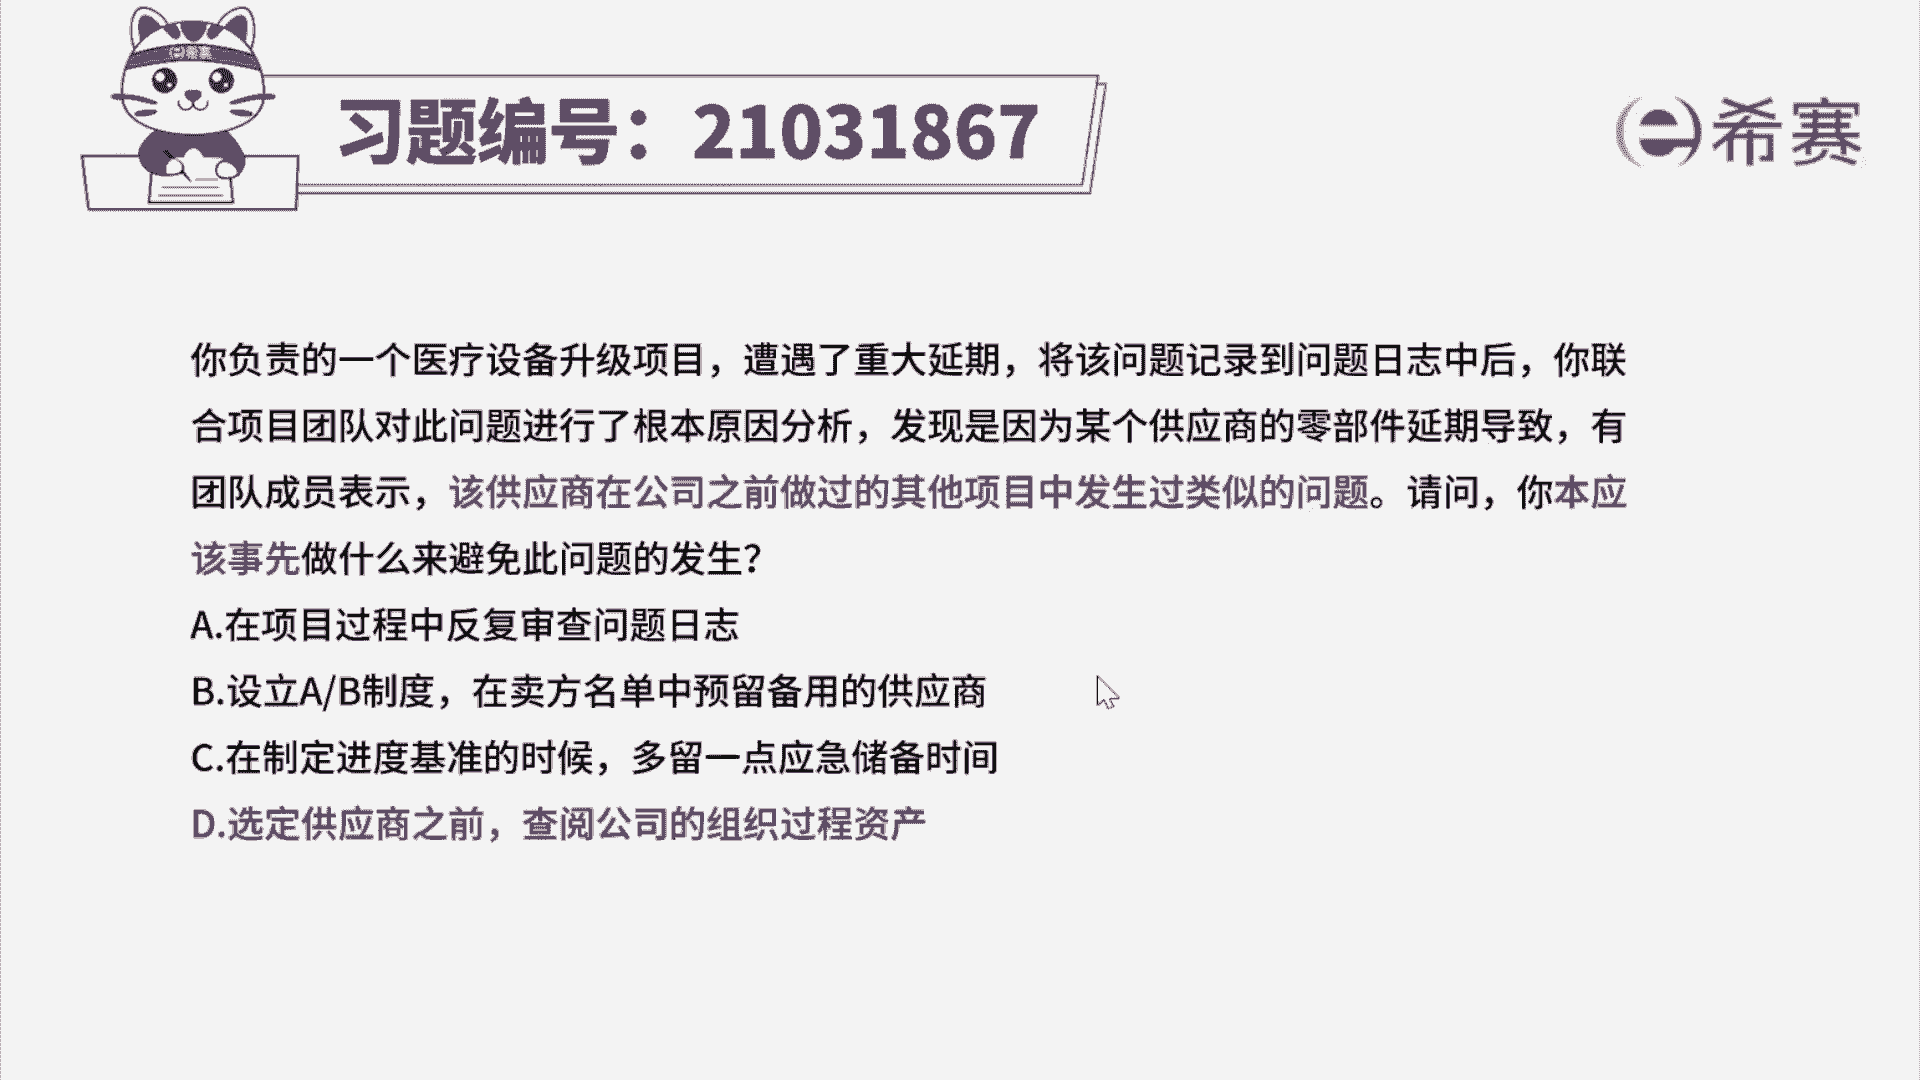 希赛
习题编号：21031867
希赛
你负责的一个医疗设备升级项目，遭遇了重大延期，将该问题记录到问题日志中后，你联
合项目团队对此问题进行了根本原因分析，发现是因为某个供应商的零部件延期导致，有
团队成员表示，该供应商在公司之前做过的其他项目中发生过类似的问题。请问，你本应
该事先做什么来避免此问题的发生？
A.在项目过程中反复审查问题日志
B.设立A/B制度，在卖方名单中预留备用的供应商
C.在制定进度基准的时候，多留一点应急储备时间
D.选定供应商之前，查阅公司的组织过程资产